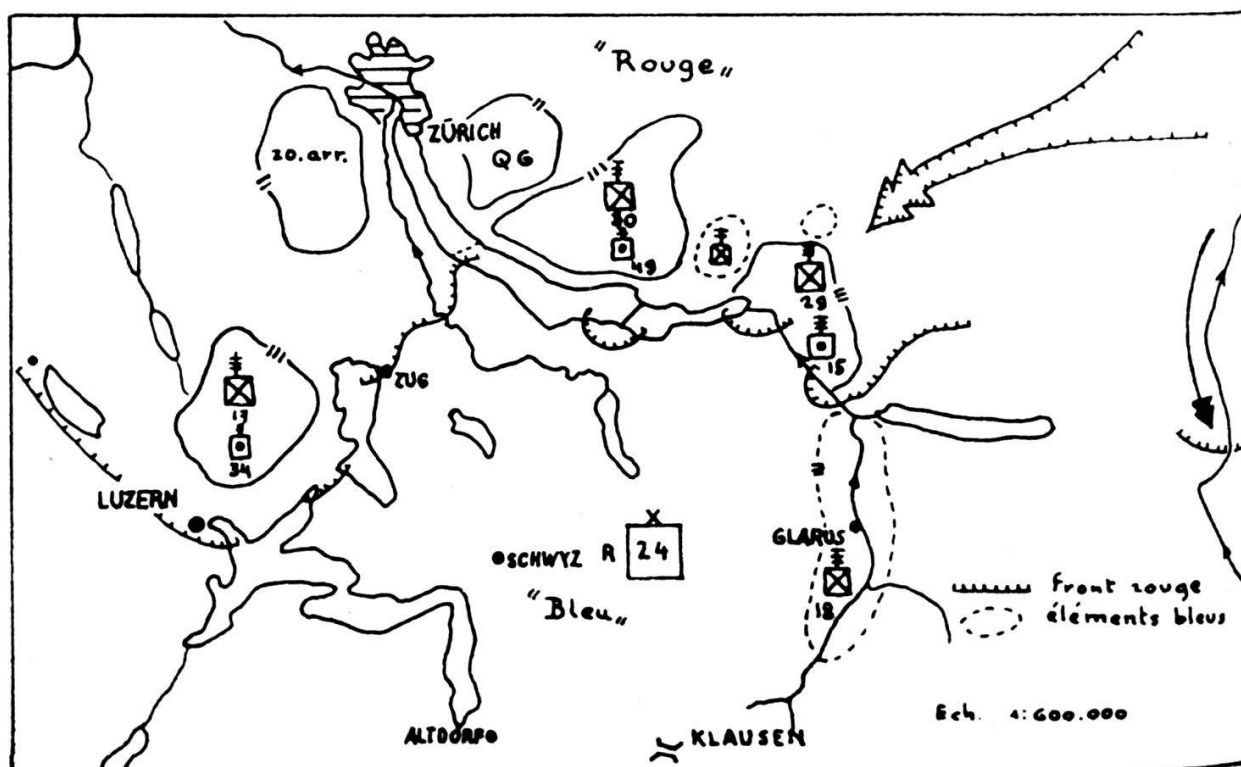 "Rouge"
ZÜRICH
20. arr.
QG
49
29
15
13
34
ZUG
LUZERN
SCHWYZ
R 24
"Bleu"
GLARUS
18
front rouge
éléments bleus
Ech. 1:600.000
ALTDORF
KLAUSEN